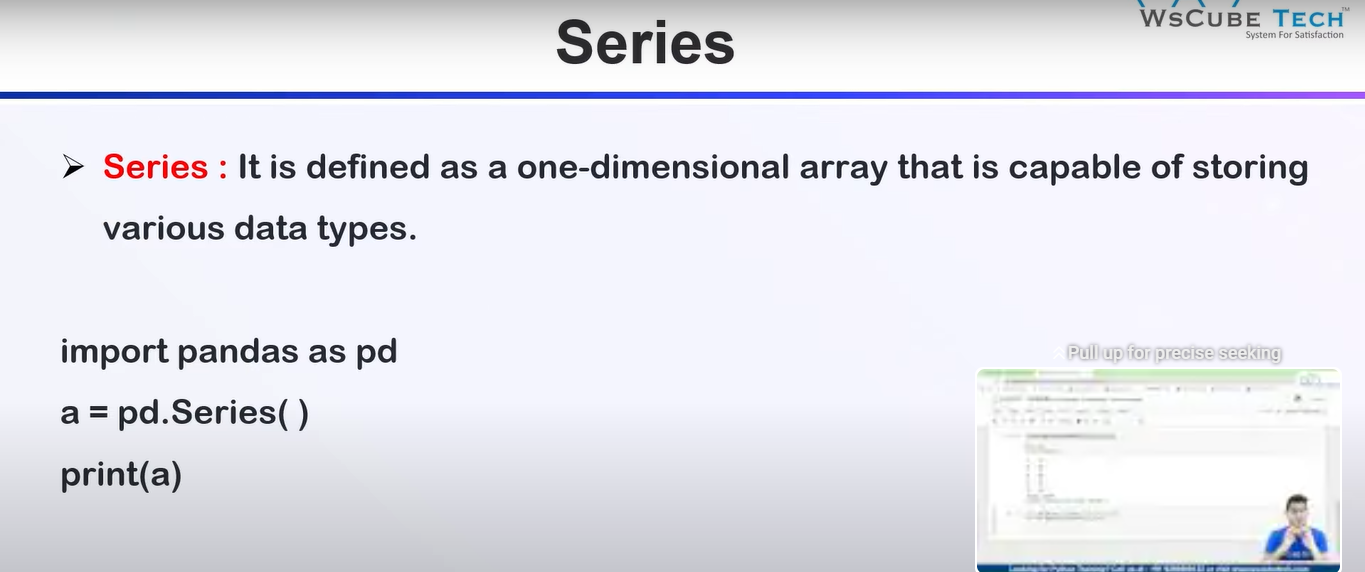 Series
WsCube Tech™
System For Satisfaction
➢ Series : It is defined as a one-dimensional array that is capable of storing
various data types.
import pandas as pd
a = pd.Series( )
print(a)
Pull up for precise seeking